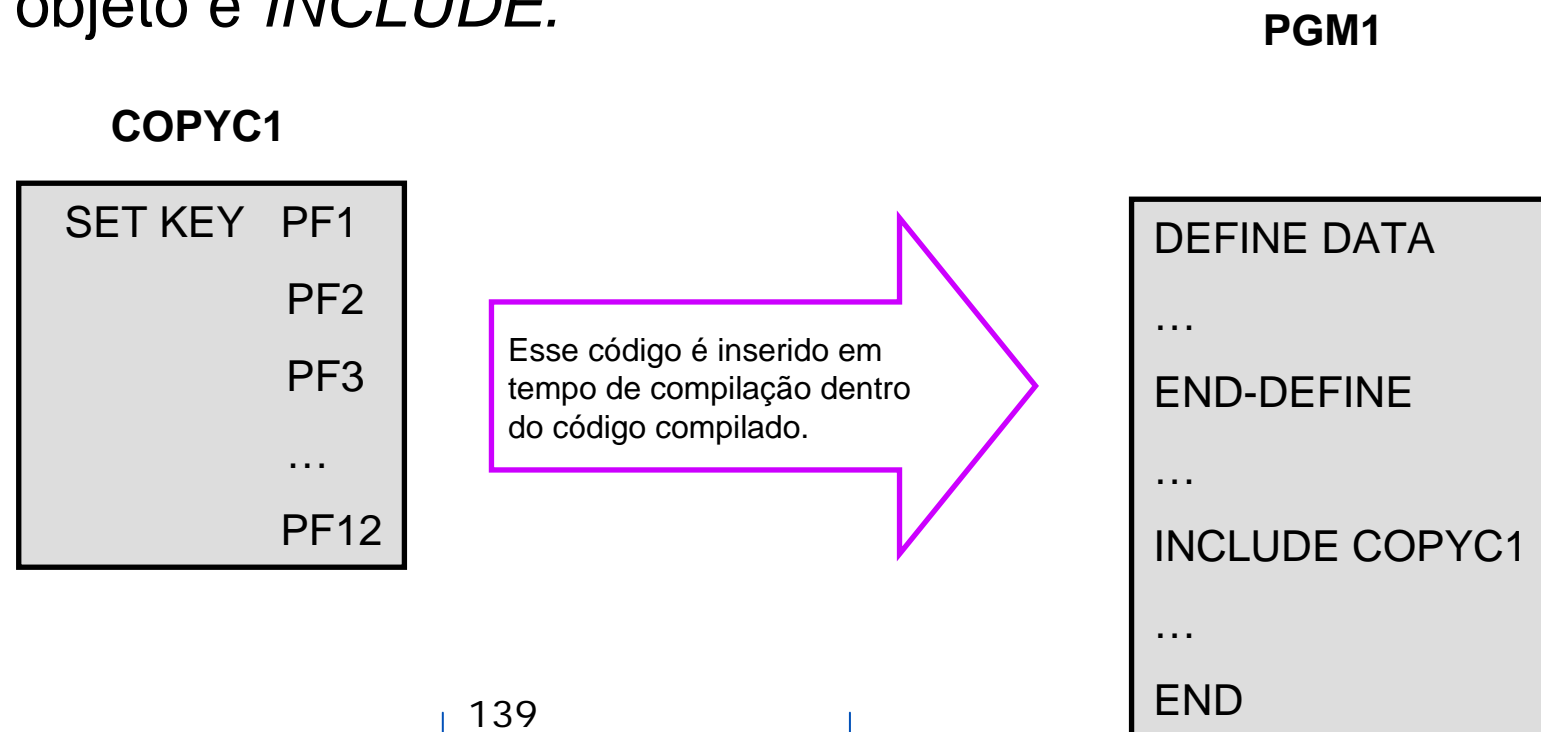 objeto é INCLUDE.
PGM1
COPYC1
SET KEY PF1
PF2
PF3
…
PF12
Esse código é inserido em
tempo de compilação dentro
do código compilado.
DEFINE DATA
…
END-DEFINE
…
INCLUDE COPYC1
…
END
139